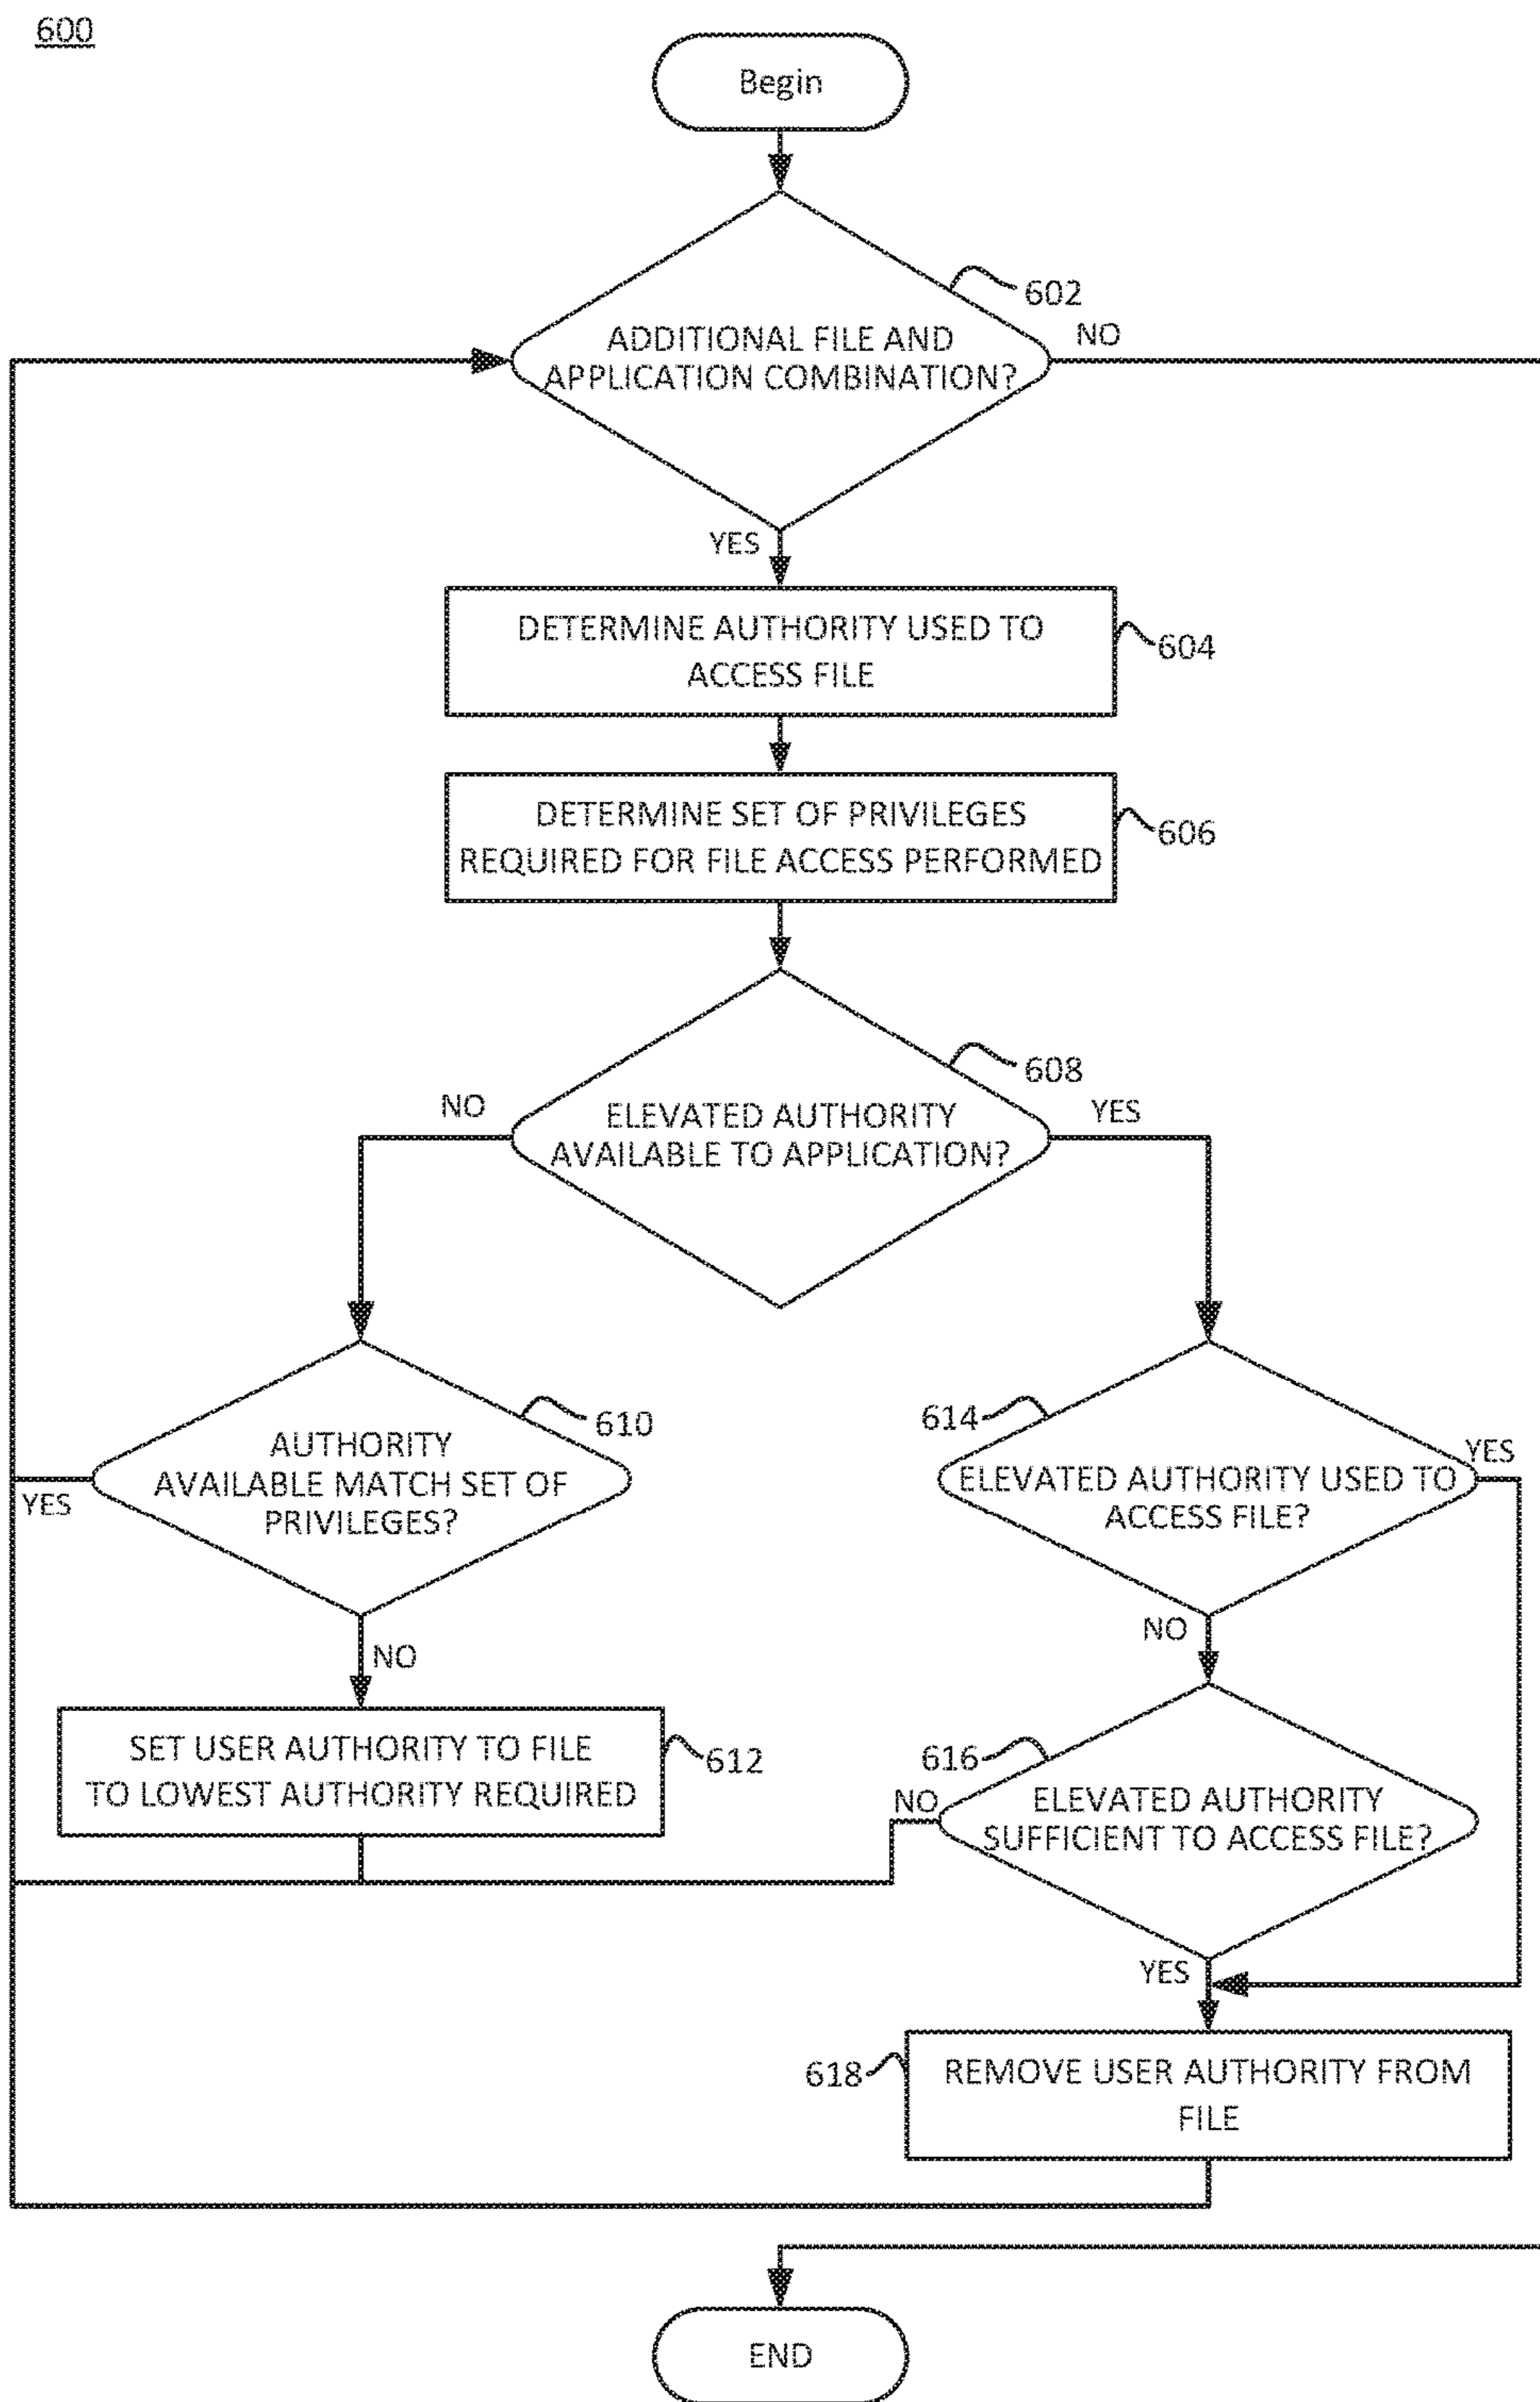 600
Begin
602
NO
ADDITIONAL FILE AND
APPLICATION COMBINATION?
YES
DETERMINE AUTHORITY USED TO
ACCESS FILE
604
DETERMINE SET OF PRIVILEGES
REQUIRED FOR FILE ACCESS PERFORMED
606
608
NO
ELEVATED AUTHORITY
AVAILABLE TO APPLICATION?
YES
610
AUTHORITY
AVAILABLE MATCH SET OF
PRIVILEGES?
YES
NO
614
YES
ELEVATED AUTHORITY USED TO
ACCESS FILE?
NO
SET USER AUTHORITY TO FILE
TO LOWEST AUTHORITY REQUIRED
612
616
NO
ELEVATED AUTHORITY
SUFFICIENT TO ACCESS FILE?
YES
618
REMOVE USER AUTHORITY FROM
FILE
END